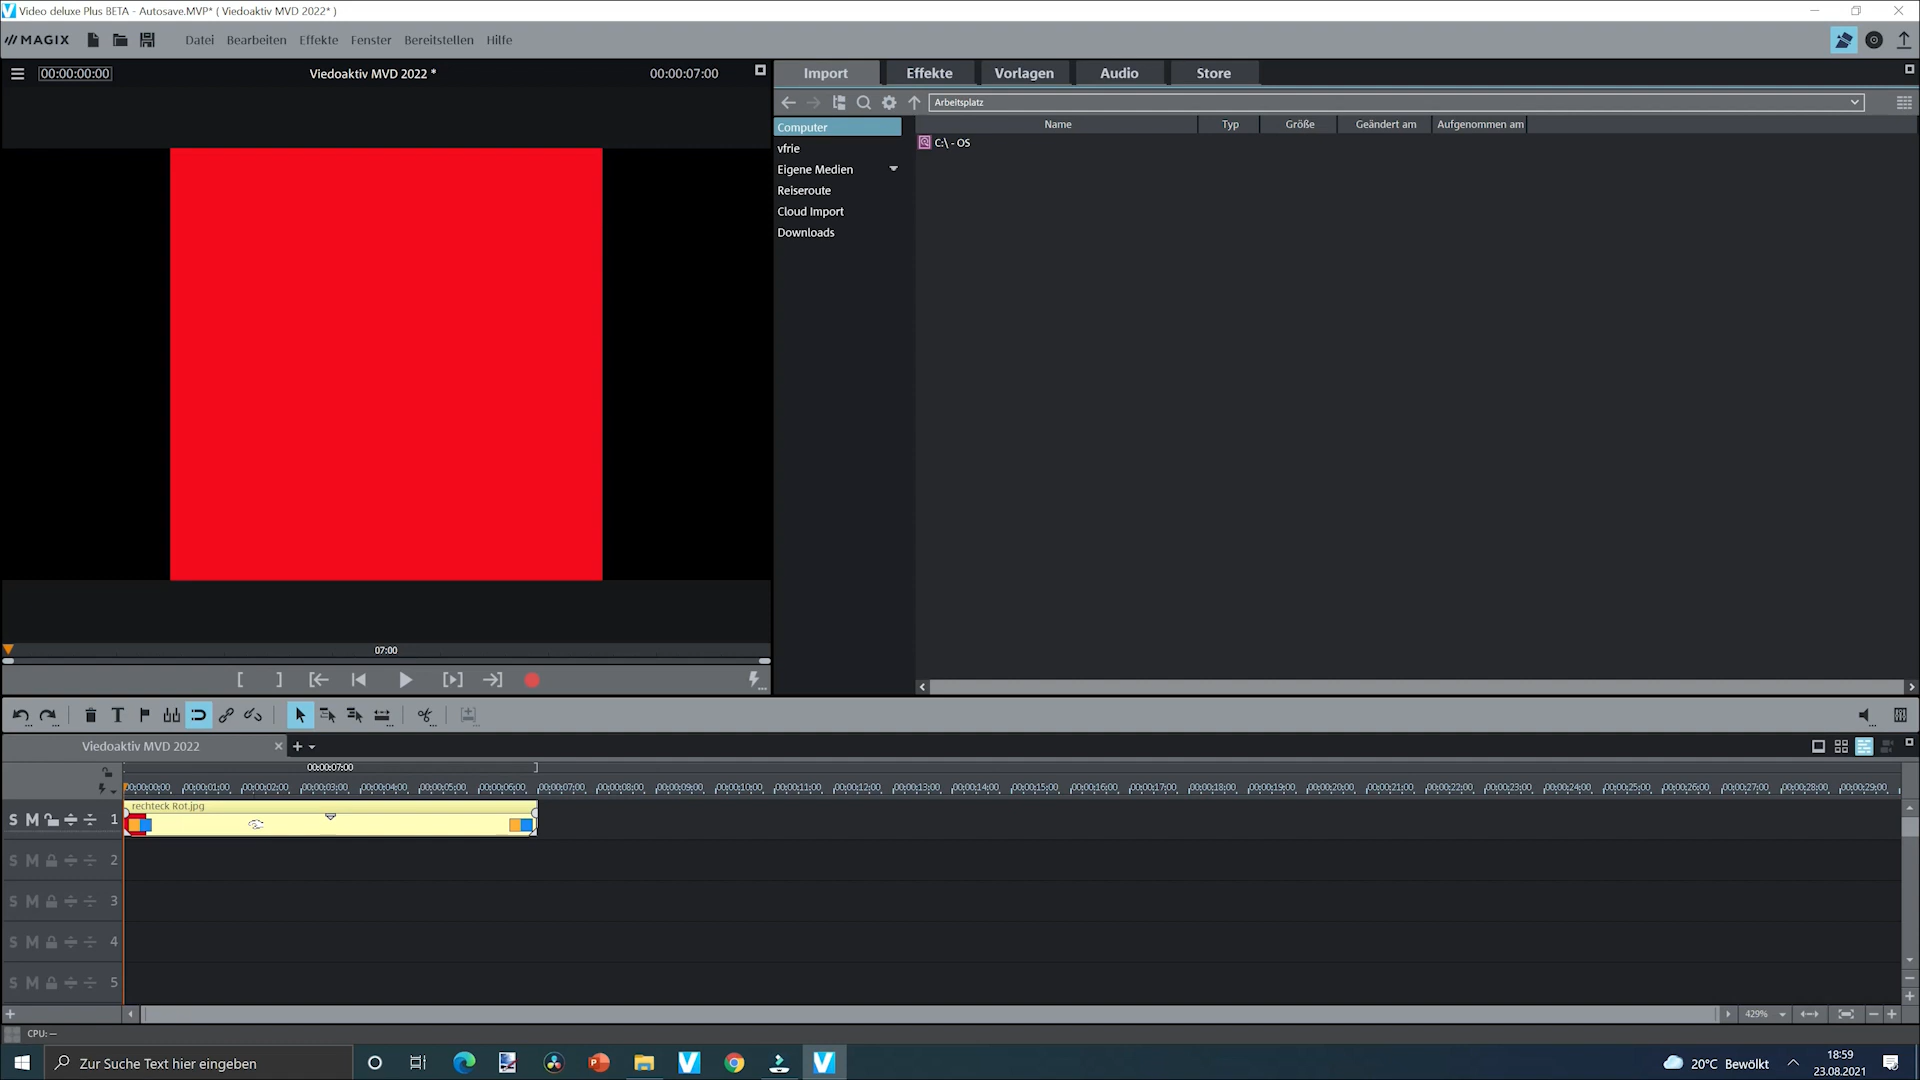 Video deluxe Plus BETA - Autosave.MVP* ( Viedoaktiv MVD 2022* )
MAGIX Datei Bearbeiten Effekte Fenster Bereitstellen Hilfe
00:00:00:00 Viedoaktiv MVD 2022 * 00:00:07:00
Import Effekte Vorlagen Audio Store
Arbeitsplatz
Computer
vfrie
Eigene Medien
Reiseroute
Cloud Import
Downloads
Name Typ Größe Geändert am Aufgenommen am
C:\ - OS
07:00
Viedoaktiv MVD 2022
00:00:07:00
00:00:00:00 00:00:01:00 00:00:02:00 00:00:03:00 00:00:04:00 00:00:05:00 00:00:06:00 00:00:07:00 00:00:08:00 00:00:09:00 00:00:10:00 00:00:11:00 00:00:12:00 00:00:13:00 00:00:14:00 00:00:15:00 00:00:16:00 00:00:17:00 00:00:18:00 00:00:19:00 00:00:20:00 00:00:21:00 00:00:22:00 00:00:23:00 00:00:24:00 00:00:25:00 00:00:26:00 00:00:27:00 00:00:28:00 00:00:29:00
rechteck Rot.jpg
S M 1
S M 2
S M 3
S M 4
S M 5
429%
CPU: —
Zur Suche Text hier eingeben
20°C Bewölkt
18:59
23.08.2021